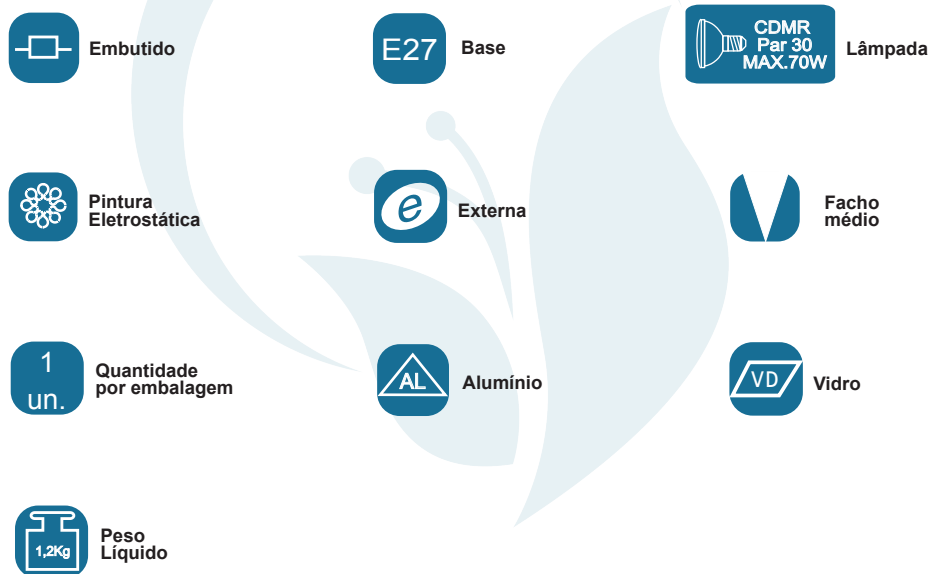 Embutido
E27
Base
CDMR
Par 30
MAX.70W
Lâmpada
Pintura
Eletrostática
e
Externa
Facho
médio
1
un.
Quantidade
por embalagem
AL
Alumínio
VD
Vidro
1,2Kg
Peso
Líquido